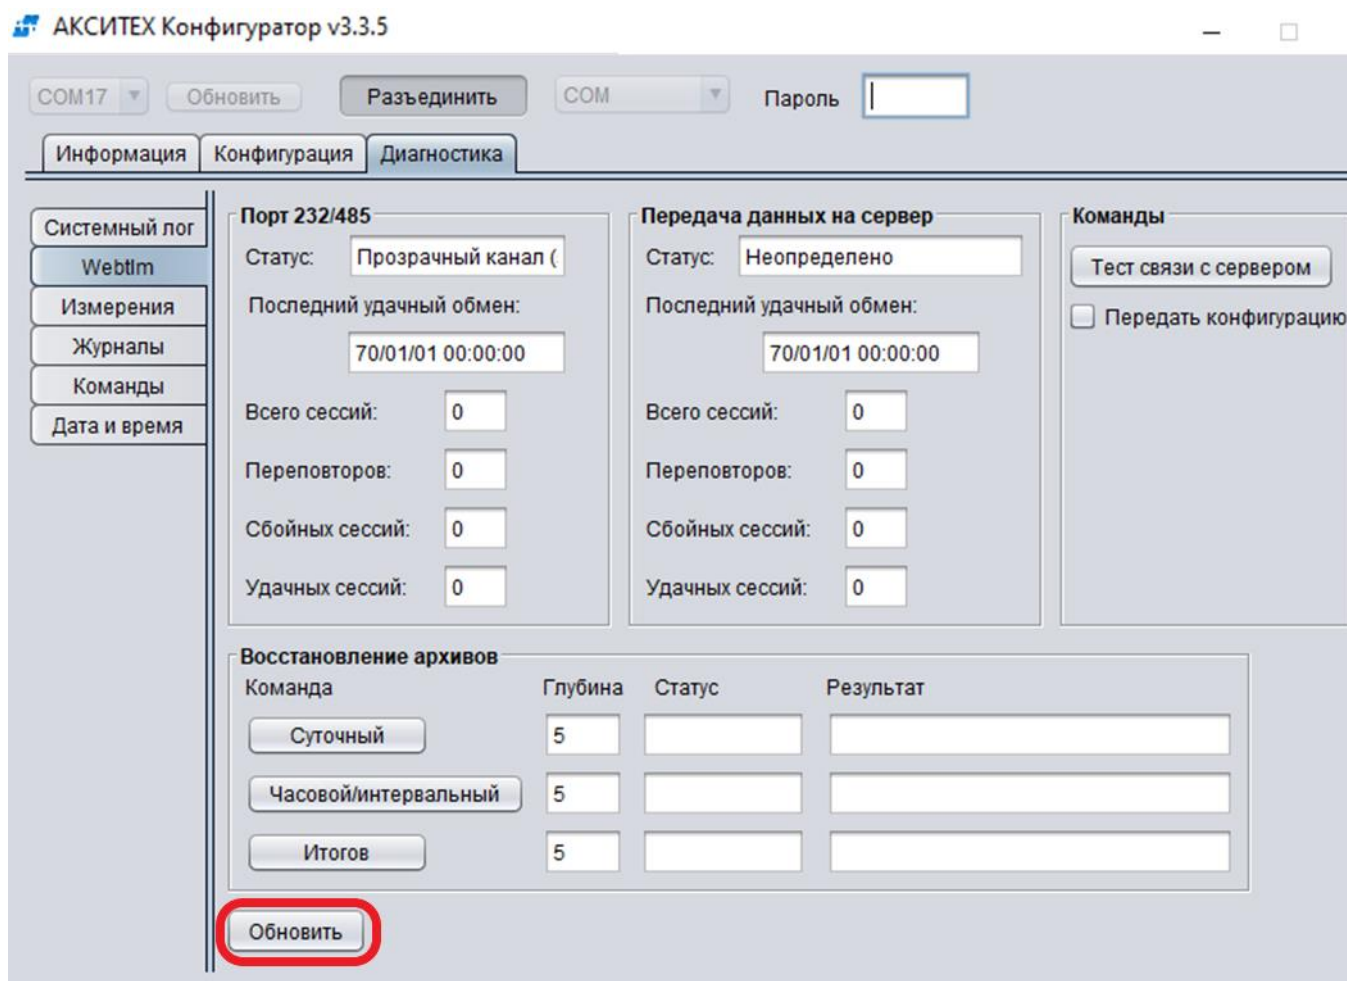 АКСИТЕХ Конфигуратор v3.3.5
COM17 Обновить Разъединить COM Пароль
Информация Конфигурация Диагностика
Системный лог
Webtlm
Измерения
Журналы
Команды
Дата и время
Порт 232/485
Статус: Прозрачный канал (
Последний удачный обмен:
70/01/01 00:00:00
Всего сессий: 0
Переповторов: 0
Сбойных сессий: 0
Удачных сессий: 0
Передача данных на сервер
Статус: Неопределено
Последний удачный обмен:
70/01/01 00:00:00
Всего сессий: 0
Переповторов: 0
Сбойных сессий: 0
Удачных сессий: 0
Команды
Тест связи с сервером
Передать конфигурацию
Восстановление архивов
Команда Глубина Статус Результат
Суточный 5
Часовой/интервальный 5
Итогов 5
Обновить